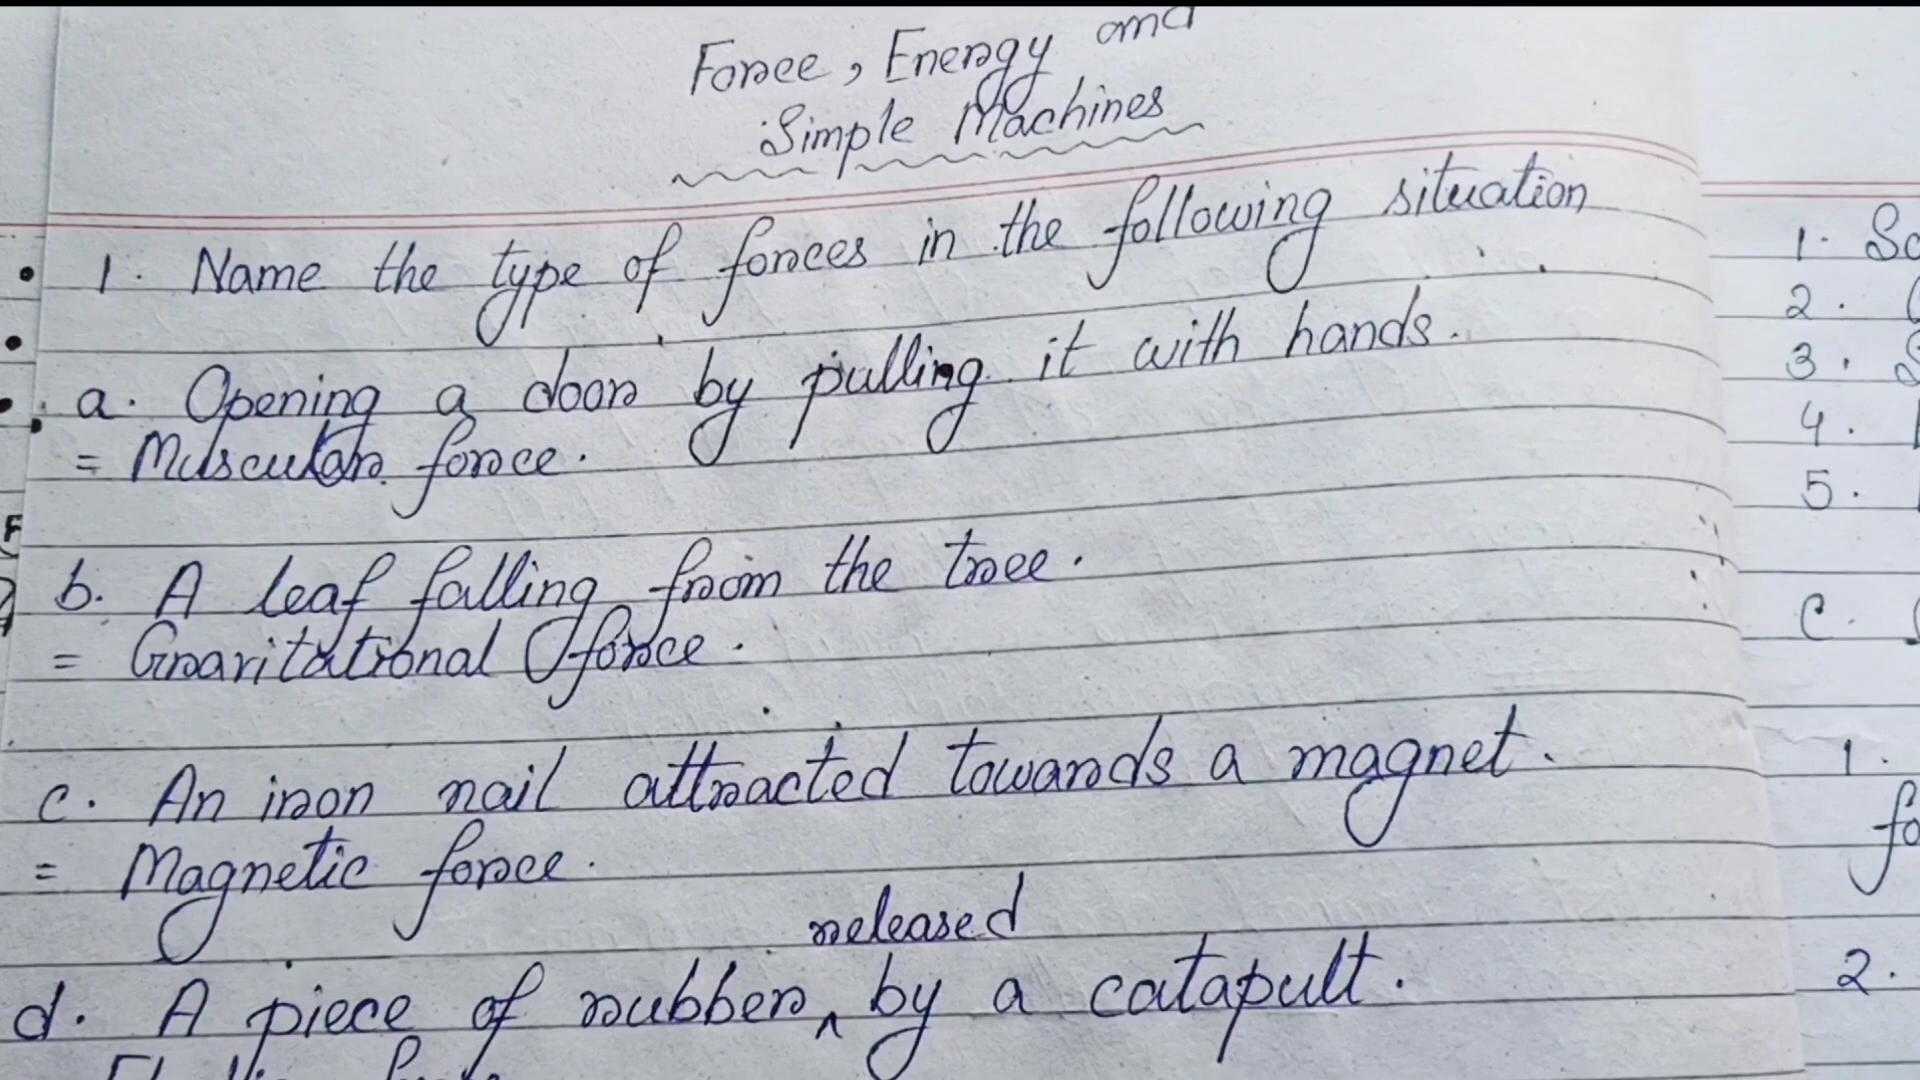 Force, Energy and
Simple Machines
1. Name the type of forces in the following situation
a. Opening a door by pulling it with hands.
= Muscular force.
b. A leaf falling from the tree.
= Gravitational force.
c. An iron nail attracted towards a magnet.
= Magnetic force.
released
d. A piece of rubber ^ by a catapult.
1.
2.
3.
4.
5.
c.
1.
fo
2.